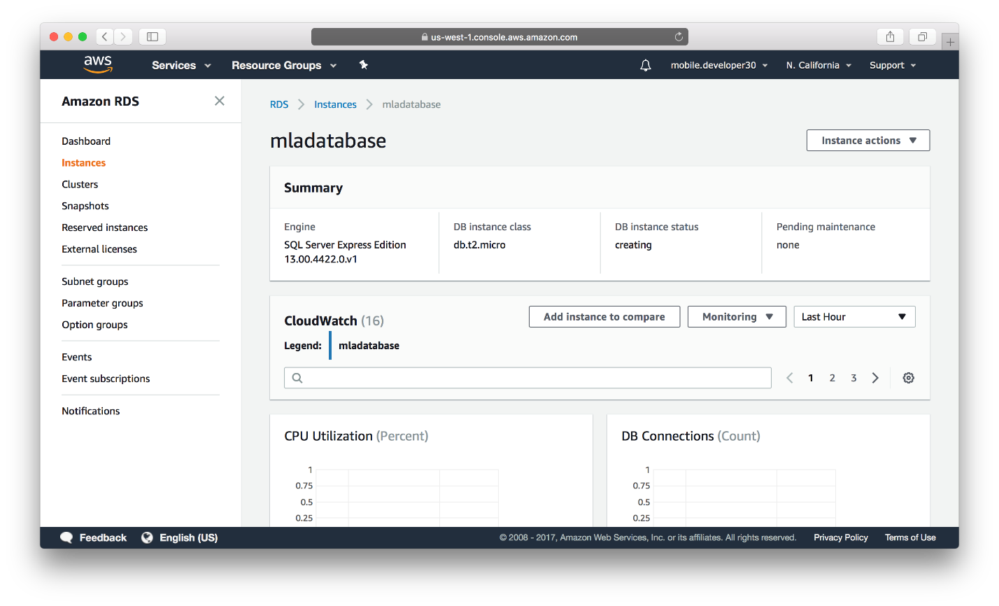 us-west-1.console.aws.amazon.com
aws
Services
Resource Groups
mobile.developer30
N. California
Support
Amazon RDS
Dashboard
Instances
Clusters
Snapshots
Reserved instances
External licenses
Subnet groups
Parameter groups
Option groups
Events
Event subscriptions
Notifications
RDS
Instances
mladatabase
mladatabase
Instance actions
Summary
Engine
SQL Server Express Edition
13.00.4422.0.v1
DB instance class
db.t2.micro
DB instance status
creating
Pending maintenance
none
CloudWatch (16)
Add instance to compare
Monitoring
Last Hour
Legend:
mladatabase
1 2 3
CPU Utilization (Percent)
1
0.75
0.5
0.25
DB Connections (Count)
1
0.75
0.5
0.25
Feedback
English (US)
© 2008 - 2017, Amazon Web Services, Inc. or its affiliates. All rights reserved.
Privacy Policy
Terms of Use